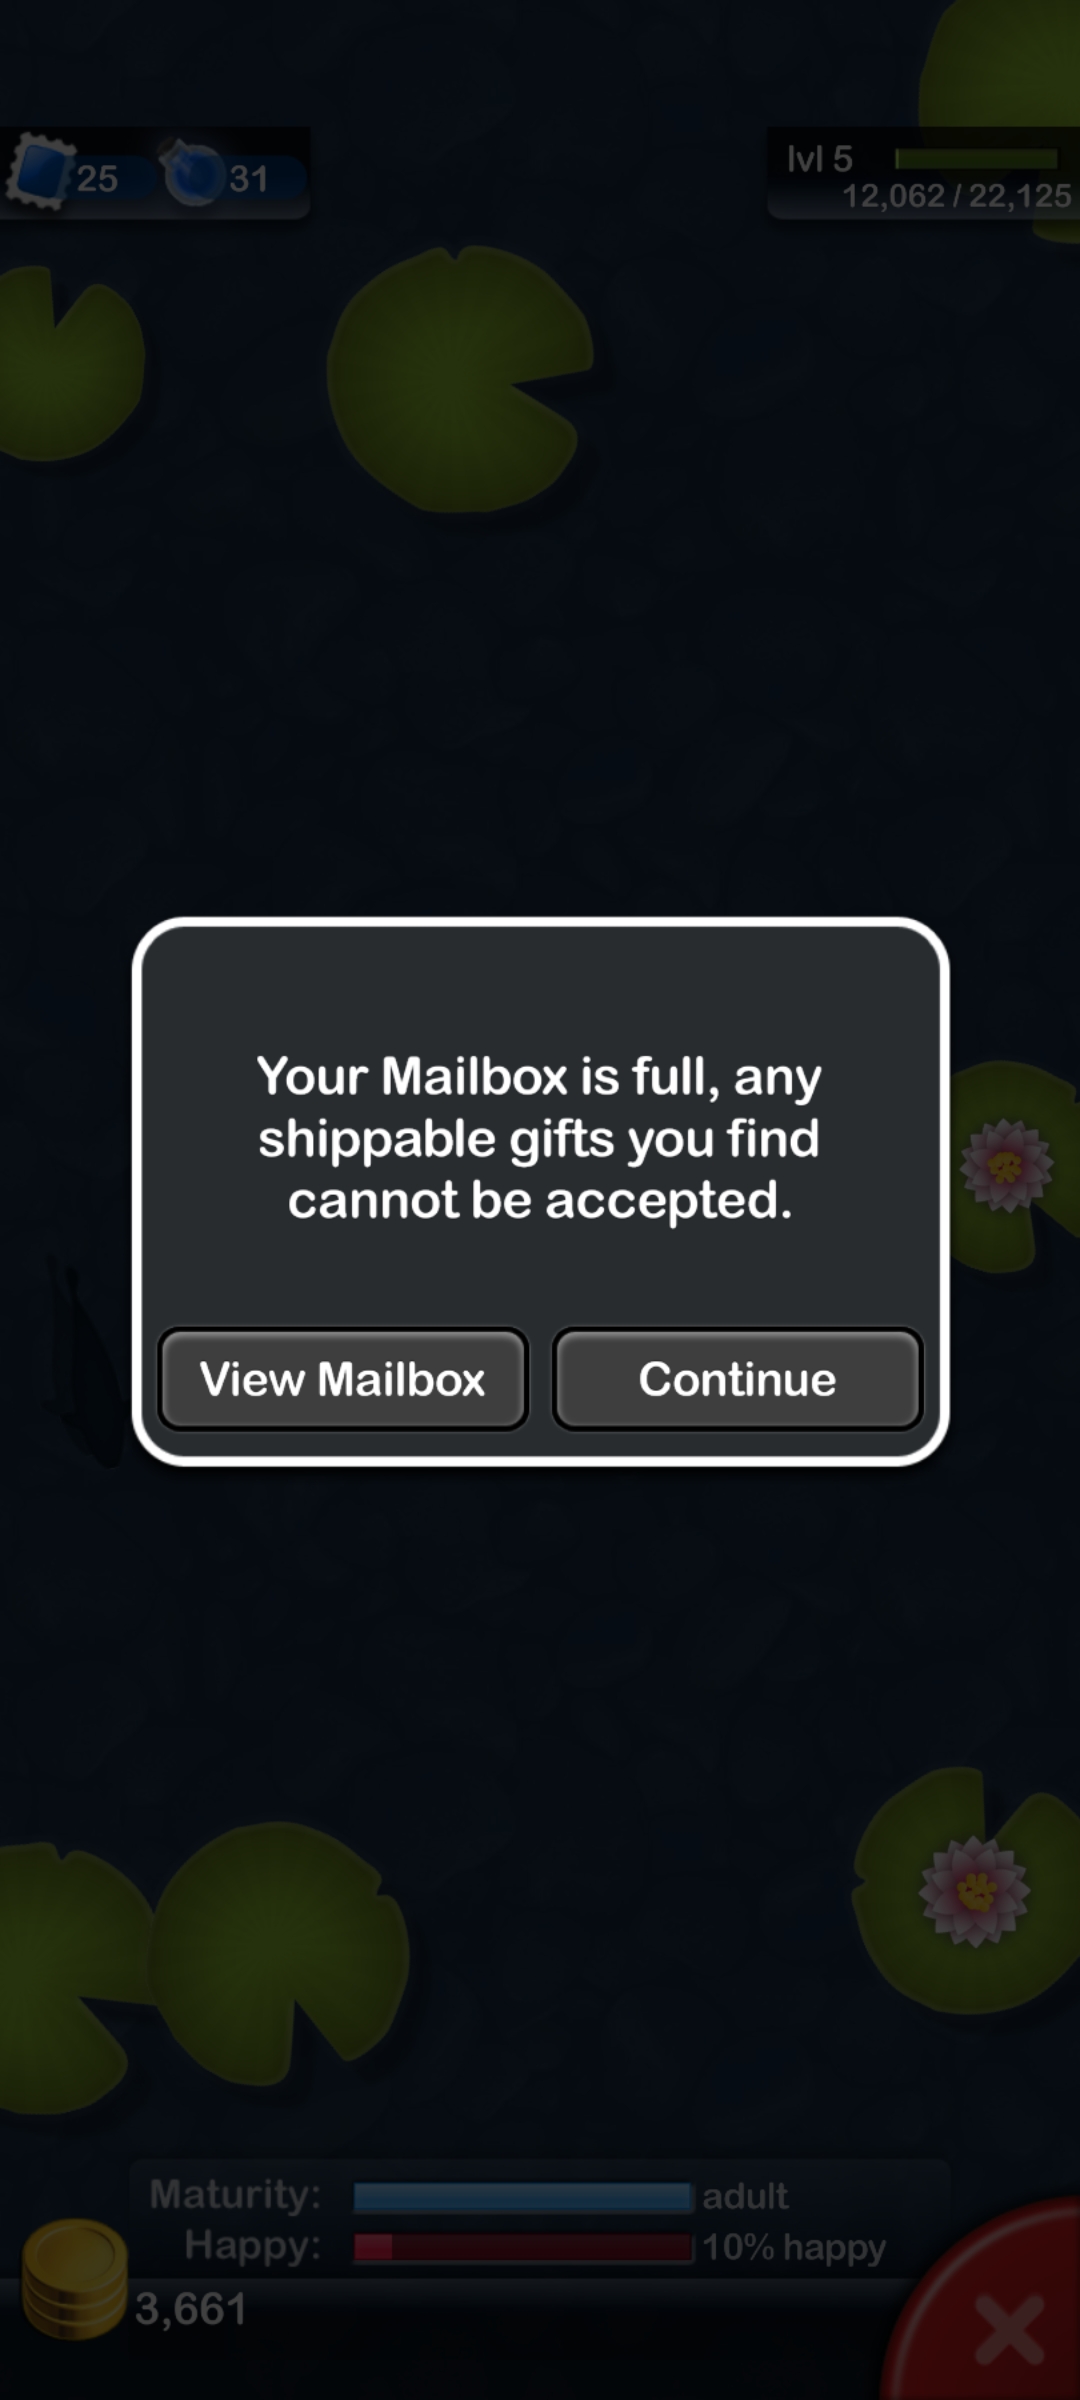 25
31
lvl 5
12,062 / 22,125
Your Mailbox is full, any
shippable gifts you find
cannot be accepted.
View Mailbox
Continue
Maturity:
adult
Happy:
10% happy
3,661